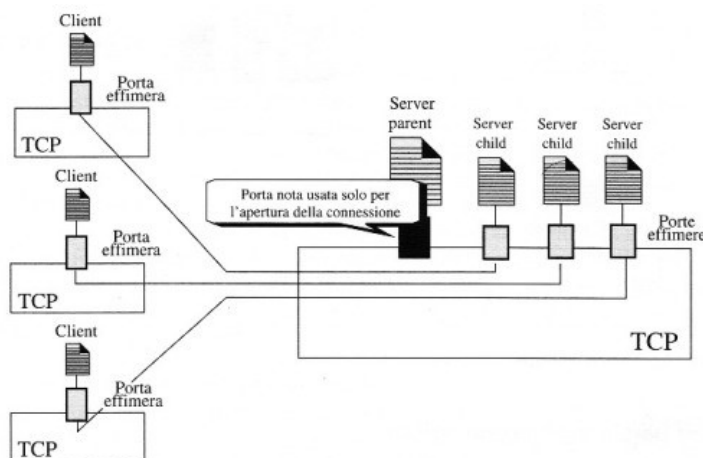 Client
Porta
effimera
TCP
Client
Porta
effimera
TCP
Client
Porta
effimera
TCP
Server
parent
Server
child
Server
child
Server
child
Porta nota usata solo per
l'apertura della connessione
Porte
effimere
TCP